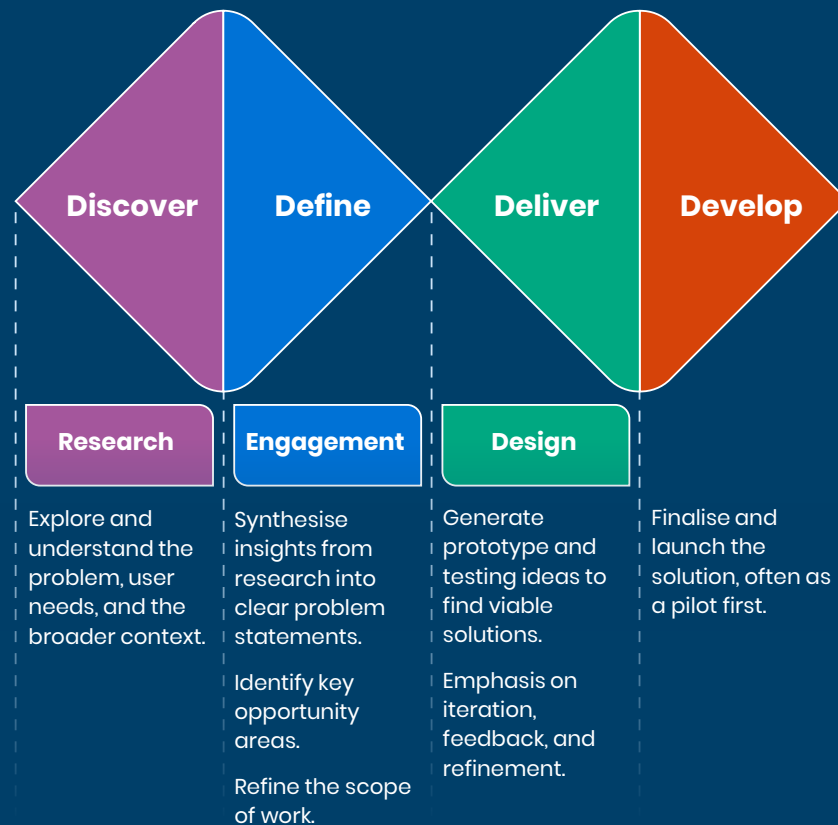 Discover
Define
Deliver
Develop
Research
Engagement
Design
Explore and
understand the
problem, user
needs, and the
broader context.
Synthesise
insights from
research into
clear problem
statements.
Identify key
opportunity
areas.
Refine the scope
of work.
Generate
prototype and
testing ideas to
find viable
solutions.
Emphasis on
iteration,
feedback, and
refinement.
Finalise and
launch the
solution, often as
a pilot first.